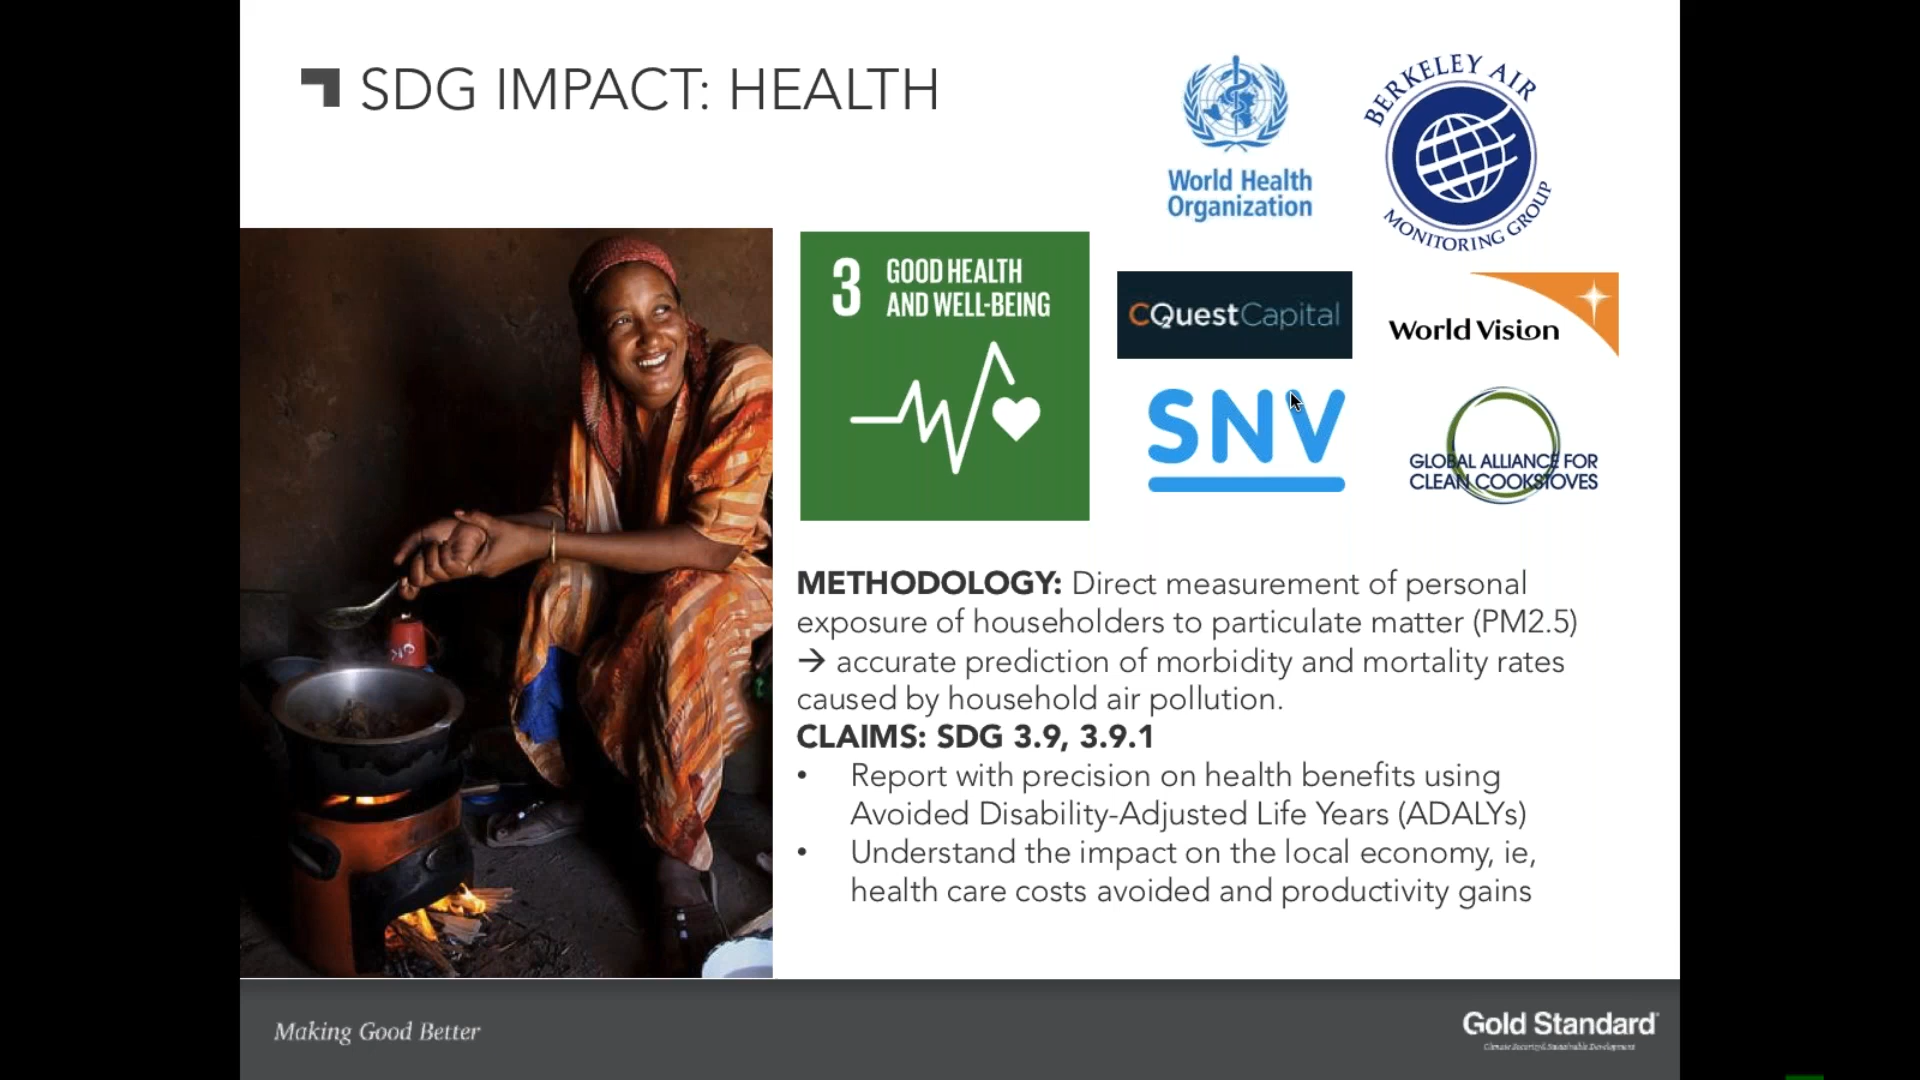 SDG IMPACT: HEALTH
World Health
Organization
BERKELEY AIR
MONITORING GROUP
3 GOOD HEALTH
AND WELL-BEING
CQuestCapital
World Vision
SNV
GLOBAL ALLIANCE FOR
CLEAN COOKSTOVES
METHODOLOGY: Direct measurement of personal
exposure of householders to particulate matter (PM2.5)
→ accurate prediction of morbidity and mortality rates
caused by household air pollution.
CLAIMS: SDG 3.9, 3.9.1
• Report with precision on health benefits using
Avoided Disability-Adjusted Life Years (ADALYs)
• Understand the impact on the local economy, ie,
health care costs avoided and productivity gains
Making Good Better
Gold Standard
Climate Security & Sustainable Development